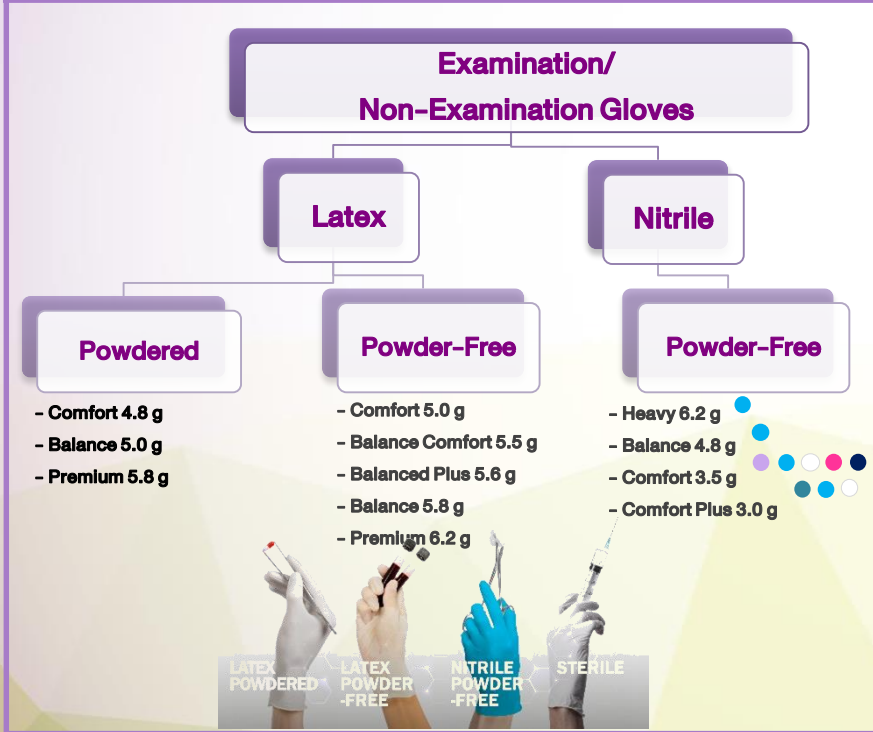 Examination/
Non-Examination Gloves
Latex
Nitrile
Powdered
Powder-Free
Powder-Free
- Comfort 4.8 g
- Balance 5.0 g
- Premium 5.8 g
- Comfort 5.0 g
- Balance Comfort 5.5 g
- Balanced Plus 5.6 g
- Balance 5.8 g
- Premium 6.2 g
- Heavy 6.2 g
- Balance 4.8 g
- Comfort 3.5 g
- Comfort Plus 3.0 g
LATEX
POWDERED
LATEX
POWDER
-FREE
NITRILE
POWDER
-FREE
STERILE